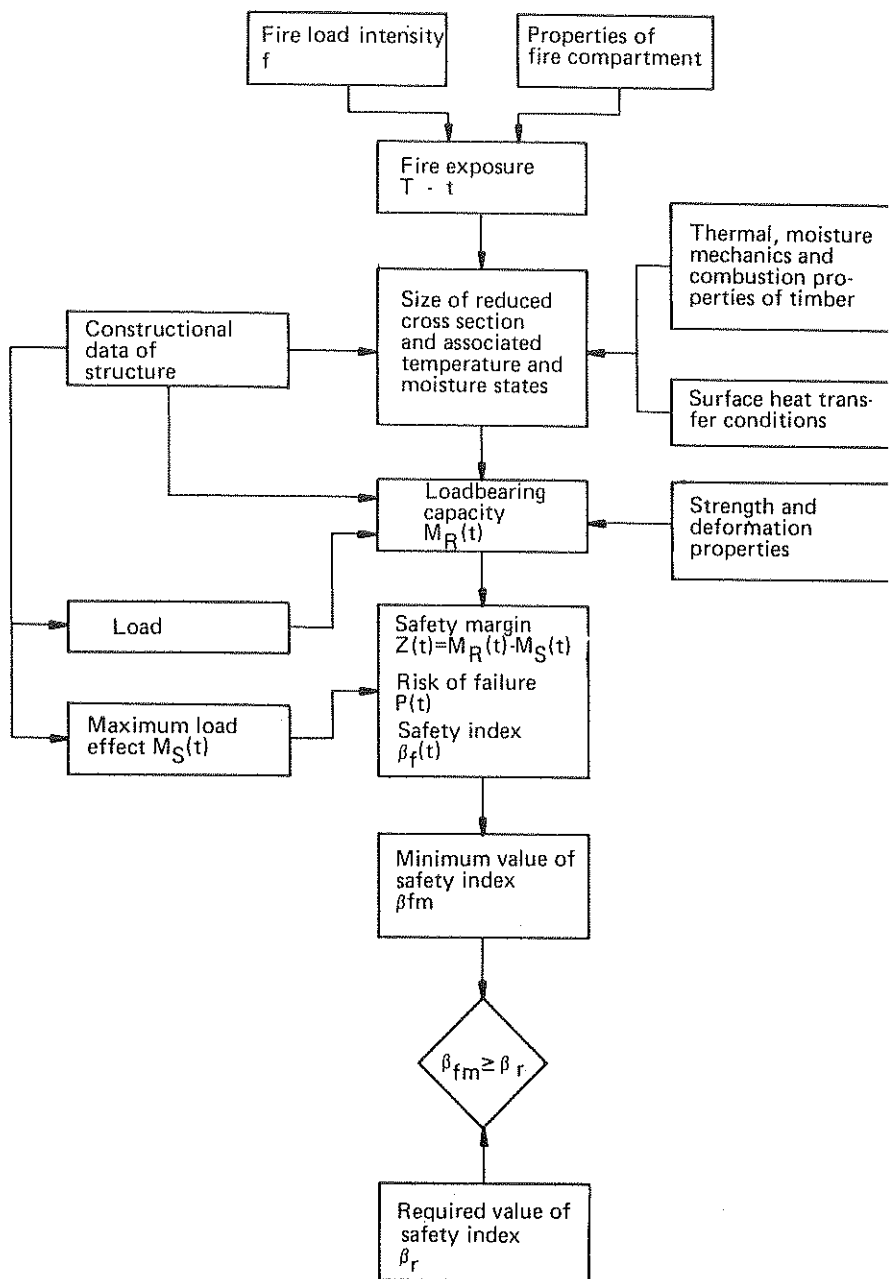 Fire load intensity
f
Properties of
fire compartment
Fire exposure
T - t
Thermal, moisture
mechanics and
combustion pro-
perties of timber
Size of reduced
cross section
and associated
temperature and
moisture states
Constructional
data of
structure
Surface heat trans-
fer conditions
Loadbearing
capacity
M_R(t)
Strength and
deformation
properties
Load
Safety margin
Z(t)=M_R(t)-M_S(t)
Risk of failure
P(t)
Safety index
β_f(t)
Maximum load
effect M_S(t)
Minimum value of
safety index
βfm
β_fm ≥ β_r
Required value of
safety index
β_r